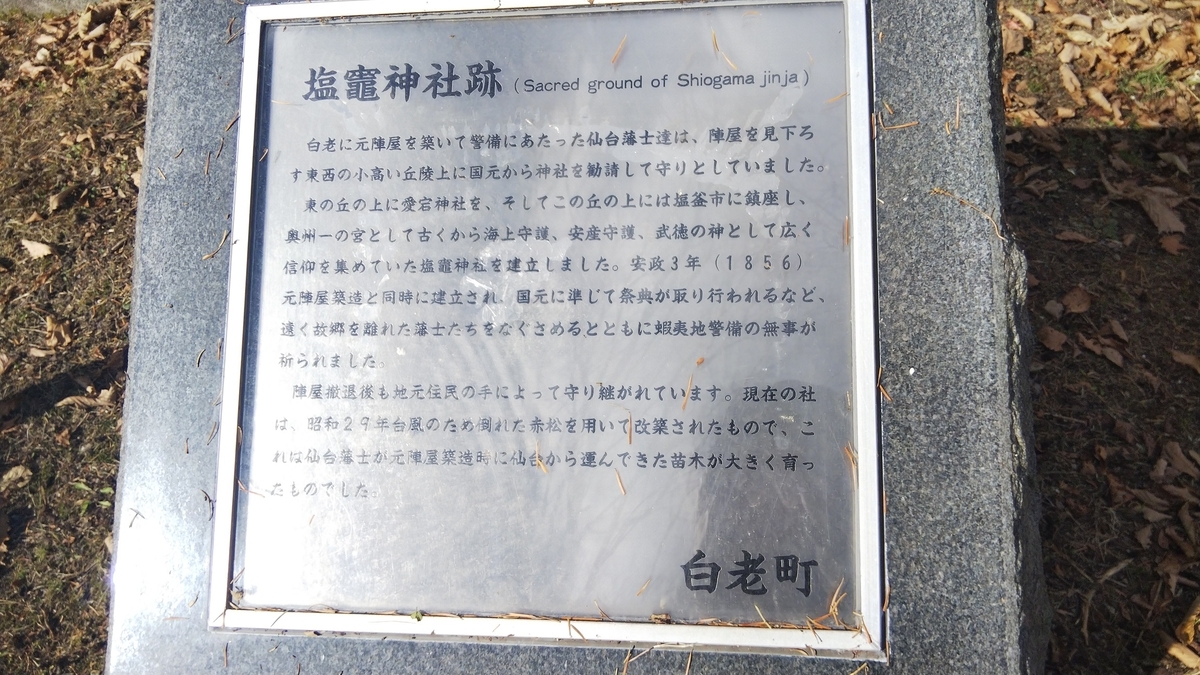 塩竈神社跡 (Sacred ground of Shiogama jinja)
白老に元陣屋を築いて警備にあたった仙台藩士達は、陣屋を見下ろ
す東西の小高い丘陵上に国元から神社を勧請して守りとしていました。
東の丘の上に愛宕神社を、そしてこの丘の上には塩釜市に鎮座し、
奥州一の宮として古くから海上守護、安産守護、武徳の神として広く
信仰を集めていた塩竈神社を建立しました。安政3年(1856)
元陣屋築造と同時に建立され、国元に準じて祭典が取り行われるなど、
遠く故郷を離れた藩士たちをなぐさめるとともに蝦夷地警備の無事が
祈られました。
陣屋撤退後も地元住民の手によって守り継がれています。現在の社
は、昭和29年台風のため倒れた赤松を用いて改築されたもので、こ
れは仙台藩士が元陣屋築造時に仙台から運んできた苗木が大きく育っ
たものでした。
白老町